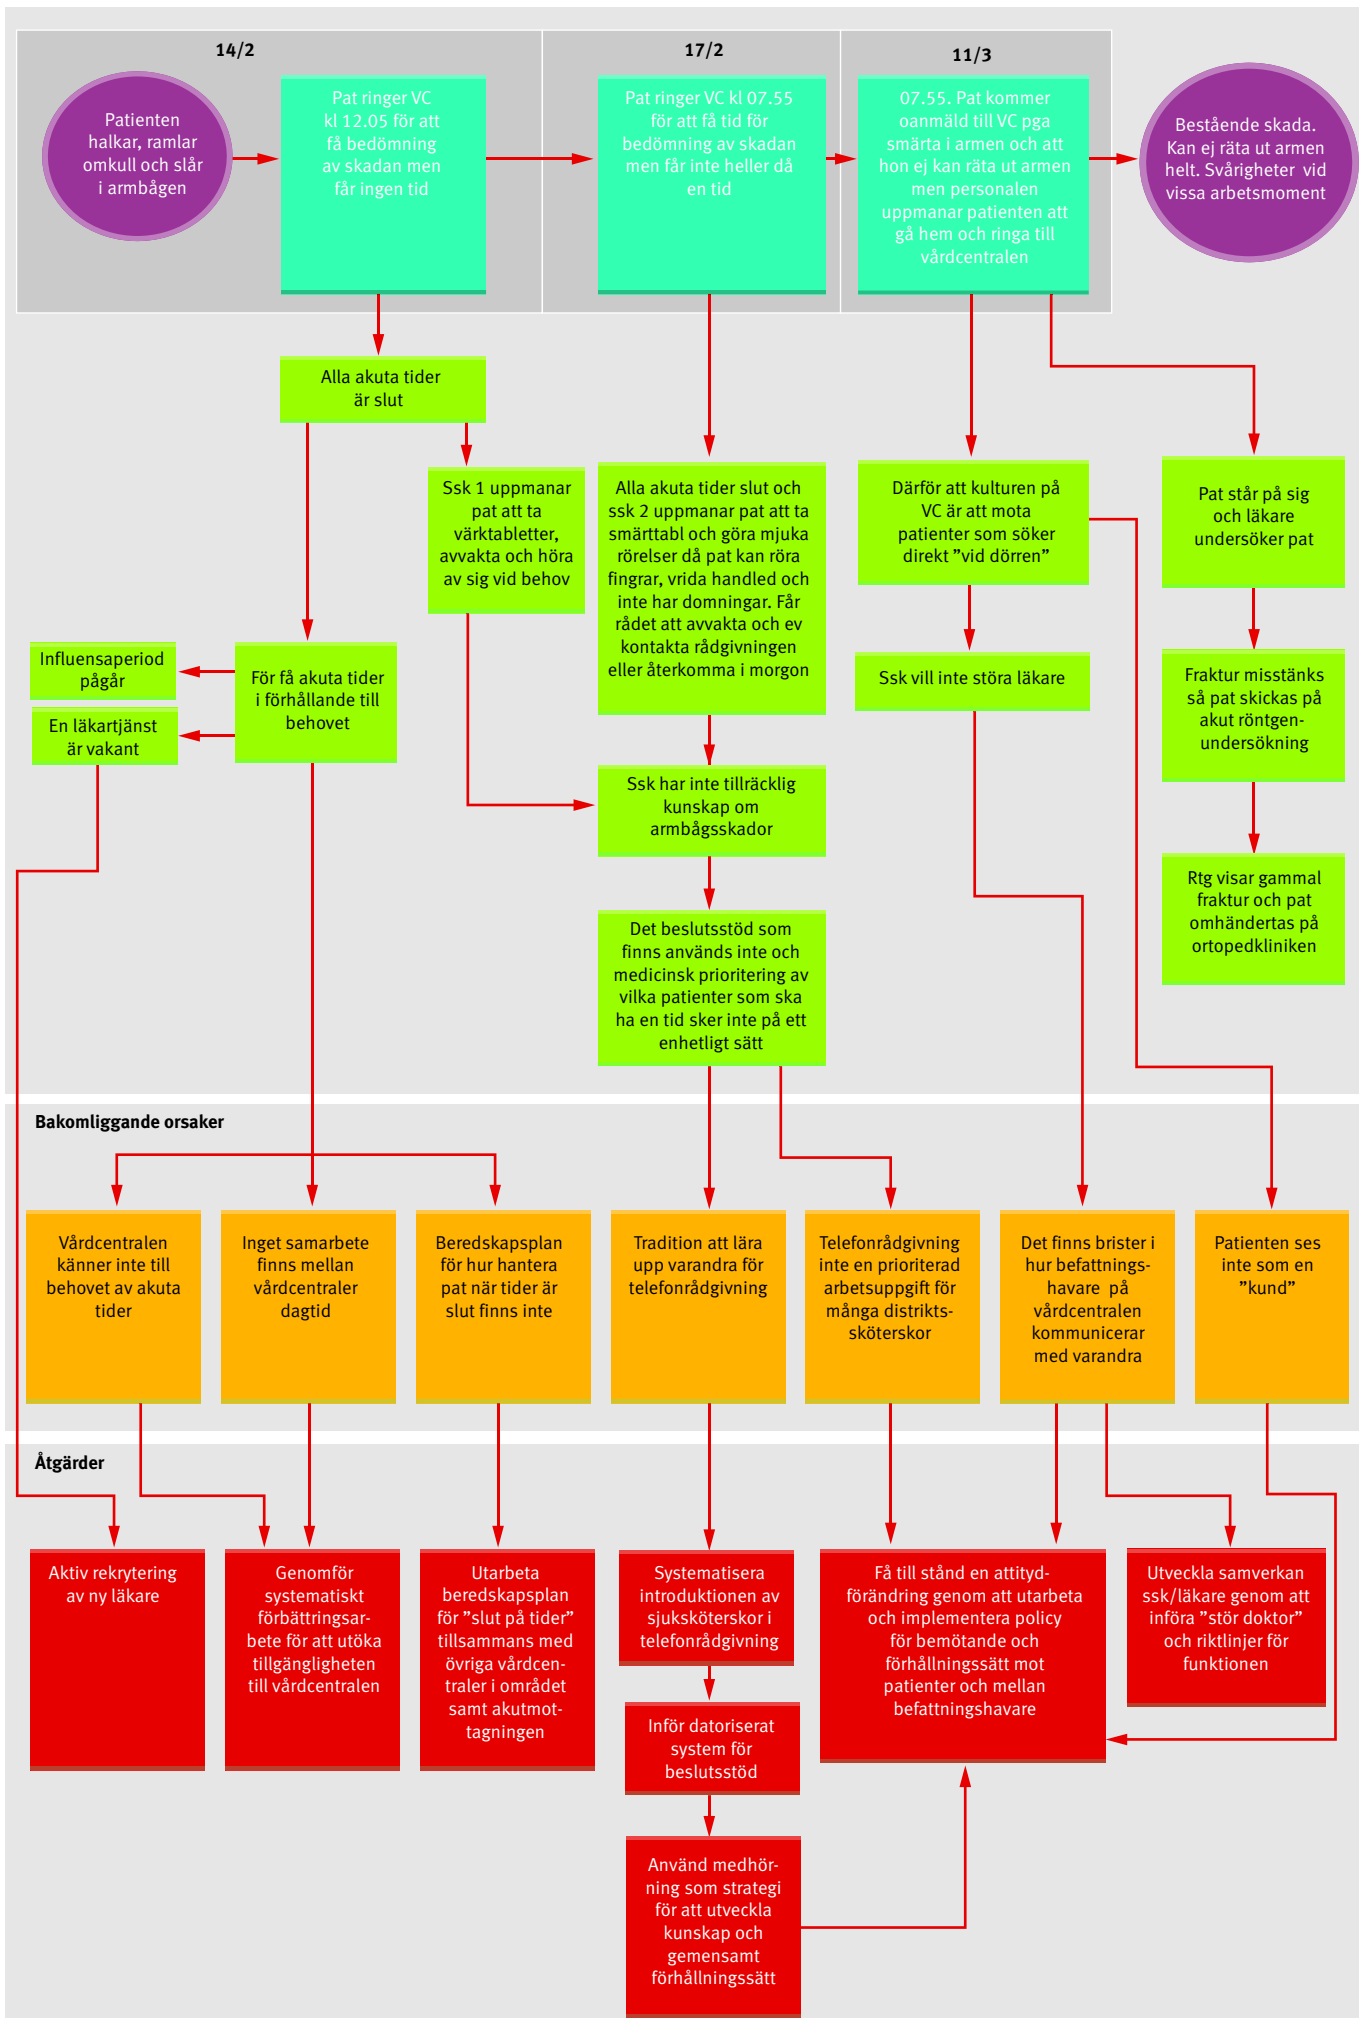 14/2
17/2
11/3
Patienten
halkar, ramlar
omkull och slår
i armbågen
Pat ringer VC
kl 12.05 för att
få bedömning
av skadan men
får ingen tid
Pat ringer VC kl 07.55
för att få tid för
bedömning av skadan
men får inte heller då
en tid
07.55. Pat kommer
oanmäld till VC pga
smärta i armen och att
hon ej kan räta ut armen
men personalen
uppmanar patienten att
gå hem och ringa till
vårdcentralen
Bestående skada.
Kan ej räta ut armen
helt. Svårigheter vid
vissa arbetsmoment
Alla akuta tider
är slut
Ssk 1 uppmanar
pat att ta
värktabletter,
avvakta och höra
av sig vid behov
Alla akuta tider slut och
ssk 2 uppmanar pat att ta
smärttabl och göra mjuka
rörelser då pat kan röra
fingrar, vrida handled och
inte har domningar. Får
rådet att avvakta och ev
kontakta rådgivningen
eller återkomma i morgon
Därför att kulturen på
VC är att mota
patienter som söker
direkt ”vid dörren”
Pat står på sig
och läkare
undersöker pat
Influensaperiod
pågår
En läkartjänst
är vakant
För få akuta tider
i förhållande till
behovet
Ssk vill inte störa läkare
Fraktur misstänks
så pat skickas på
akut röntgen-
undersökning
Ssk har inte tillräcklig
kunskap om
armbågsskador
Rtg visar gammal
fraktur och pat
omhändertas på
ortopedkliniken
Det beslutsstöd som
finns används inte och
medicinsk prioritering av
vilka patienter som ska
ha en tid sker inte på ett
enhetligt sätt
Bakomliggande orsaker
Vårdcentralen
känner inte till
behovet av akuta
tider
Inget samarbete
finns mellan
vårdcentraler
dagtid
Beredskapsplan
för hur hantera
pat när tider är
slut finns inte
Tradition att lära
upp varandra för
telefonrådgivning
Telefonrådgivning
inte en prioriterad
arbetsuppgift för
många distrikts-
sköterskor
Det finns brister i
hur befattnings-
havare på
vårdcentralen
kommunicerar
med varandra
Patienten ses
inte som en
”kund”
Åtgärder
Aktiv rekrytering
av ny läkare
Genomför
systematiskt
förbättringsar-
bete för att utöka
tillgängligheten
till vårdcentralen
Utarbeta
beredskapsplan
för ”slut på tider”
tillsammans med
övriga vårdcen-
traler i området
samt akutmot-
tagningen
Systematisera
introduktionen av
sjuksköterskor i
telefonrådgivning
Få till stånd en attityd-
förändring genom att utarbeta
och implementera policy
för bemötande och
förhållningssätt mot
patienter och mellan
befattningshavare
Utveckla samverkan
ssk/läkare genom att
införa ”stör doktor”
och riktlinjer för
funktionen
Inför datoriserat
system för
beslutsstöd
Använd medhör-
ning som strategi
för att utveckla
kunskap och
gemensamt
förhållningssätt